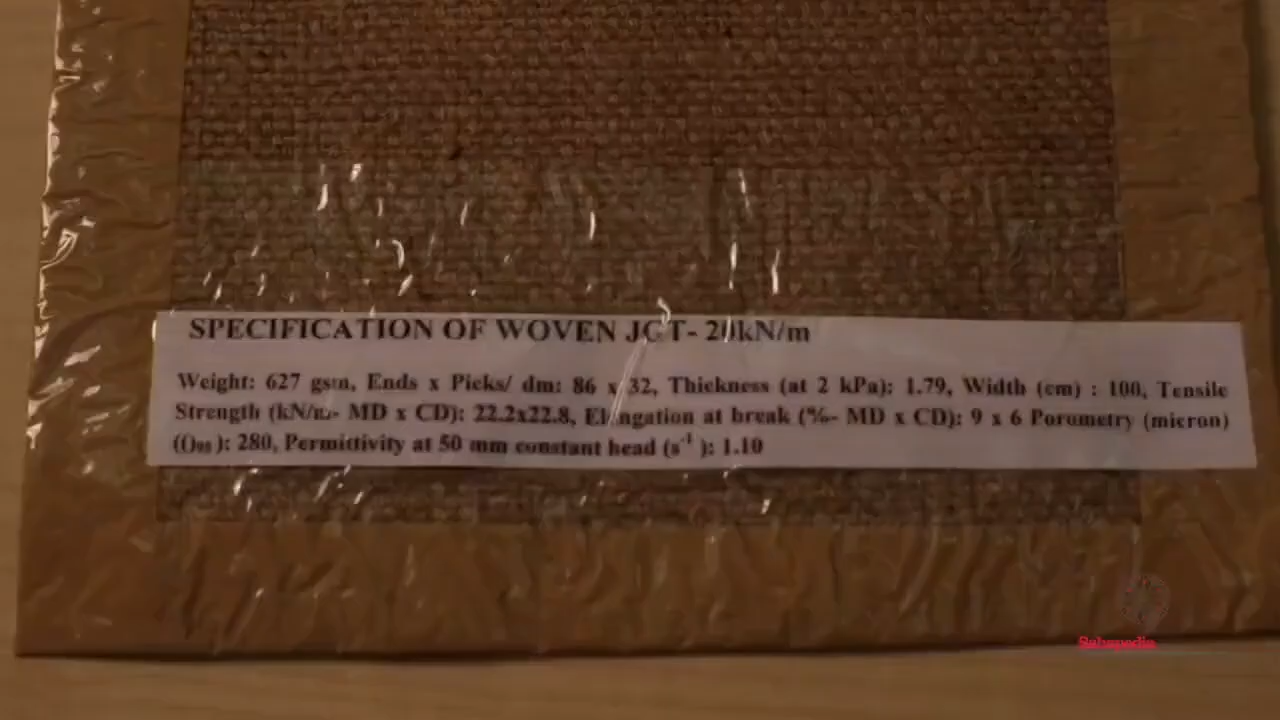 SPECIFICATION OF WOVEN JGT- 20kN/m
Weight: 627 gsm, Ends x Picks/ dm: 86 x 32, Thickness (at 2 kPa): 1.79, Width (cm) : 100, Tensile
Strength (kN/m- MD x CD): 22.2x22.8, Elongation at break (%- MD x CD): 9 x 6 Porometry (micron)
(O₉₀ ): 280, Permittivity at 50 mm constant head (s⁻¹ ): 1.10
Sahapedia